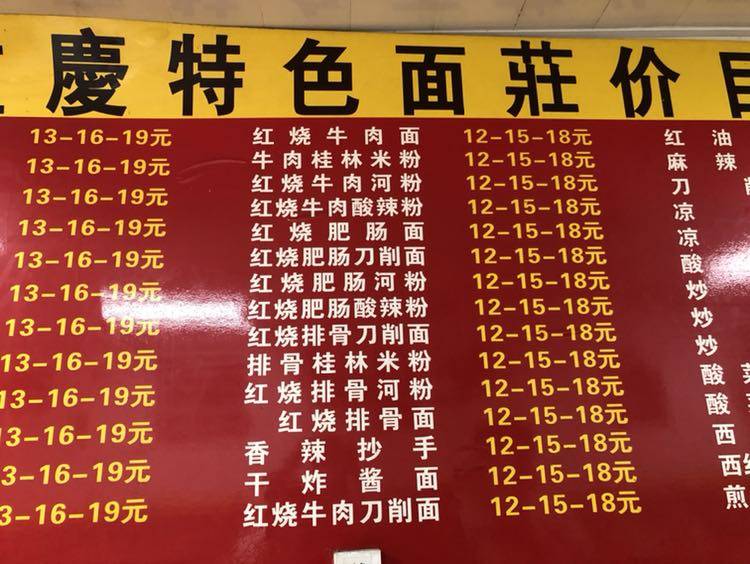 慶特色面莊价目
13-16-19元
13-16-19元
13-16-19元
13-16-19元
13-16-19元
13-16-19元
13-16-19元
13-16-19元
13-16-19元
13-16-19元
13-16-19元
13-16-19元
红烧牛肉面 12-15-18元
牛肉桂林米粉 12-15-18元
红烧牛肉河粉 12-15-18元
红烧牛肉酸辣粉 12-15-18元
红烧肥肠面 12-15-18元
红烧肥肠刀削面 12-15-18元
红烧肥肠河粉 12-15-18元
红烧肥肠酸辣粉 12-15-18元
红烧排骨刀削面 12-15-18元
排骨桂林米粉 12-15-18元
红烧排骨河粉 12-15-18元
红烧排骨面 12-15-18元
香辣抄手 12-15-18元
干炸酱面 12-15-18元
红烧牛肉刀削面 12-15-18元
红油
麻辣
刀
凉
凉
酸
炒
炒
炒
酸
酸
西
西
煎